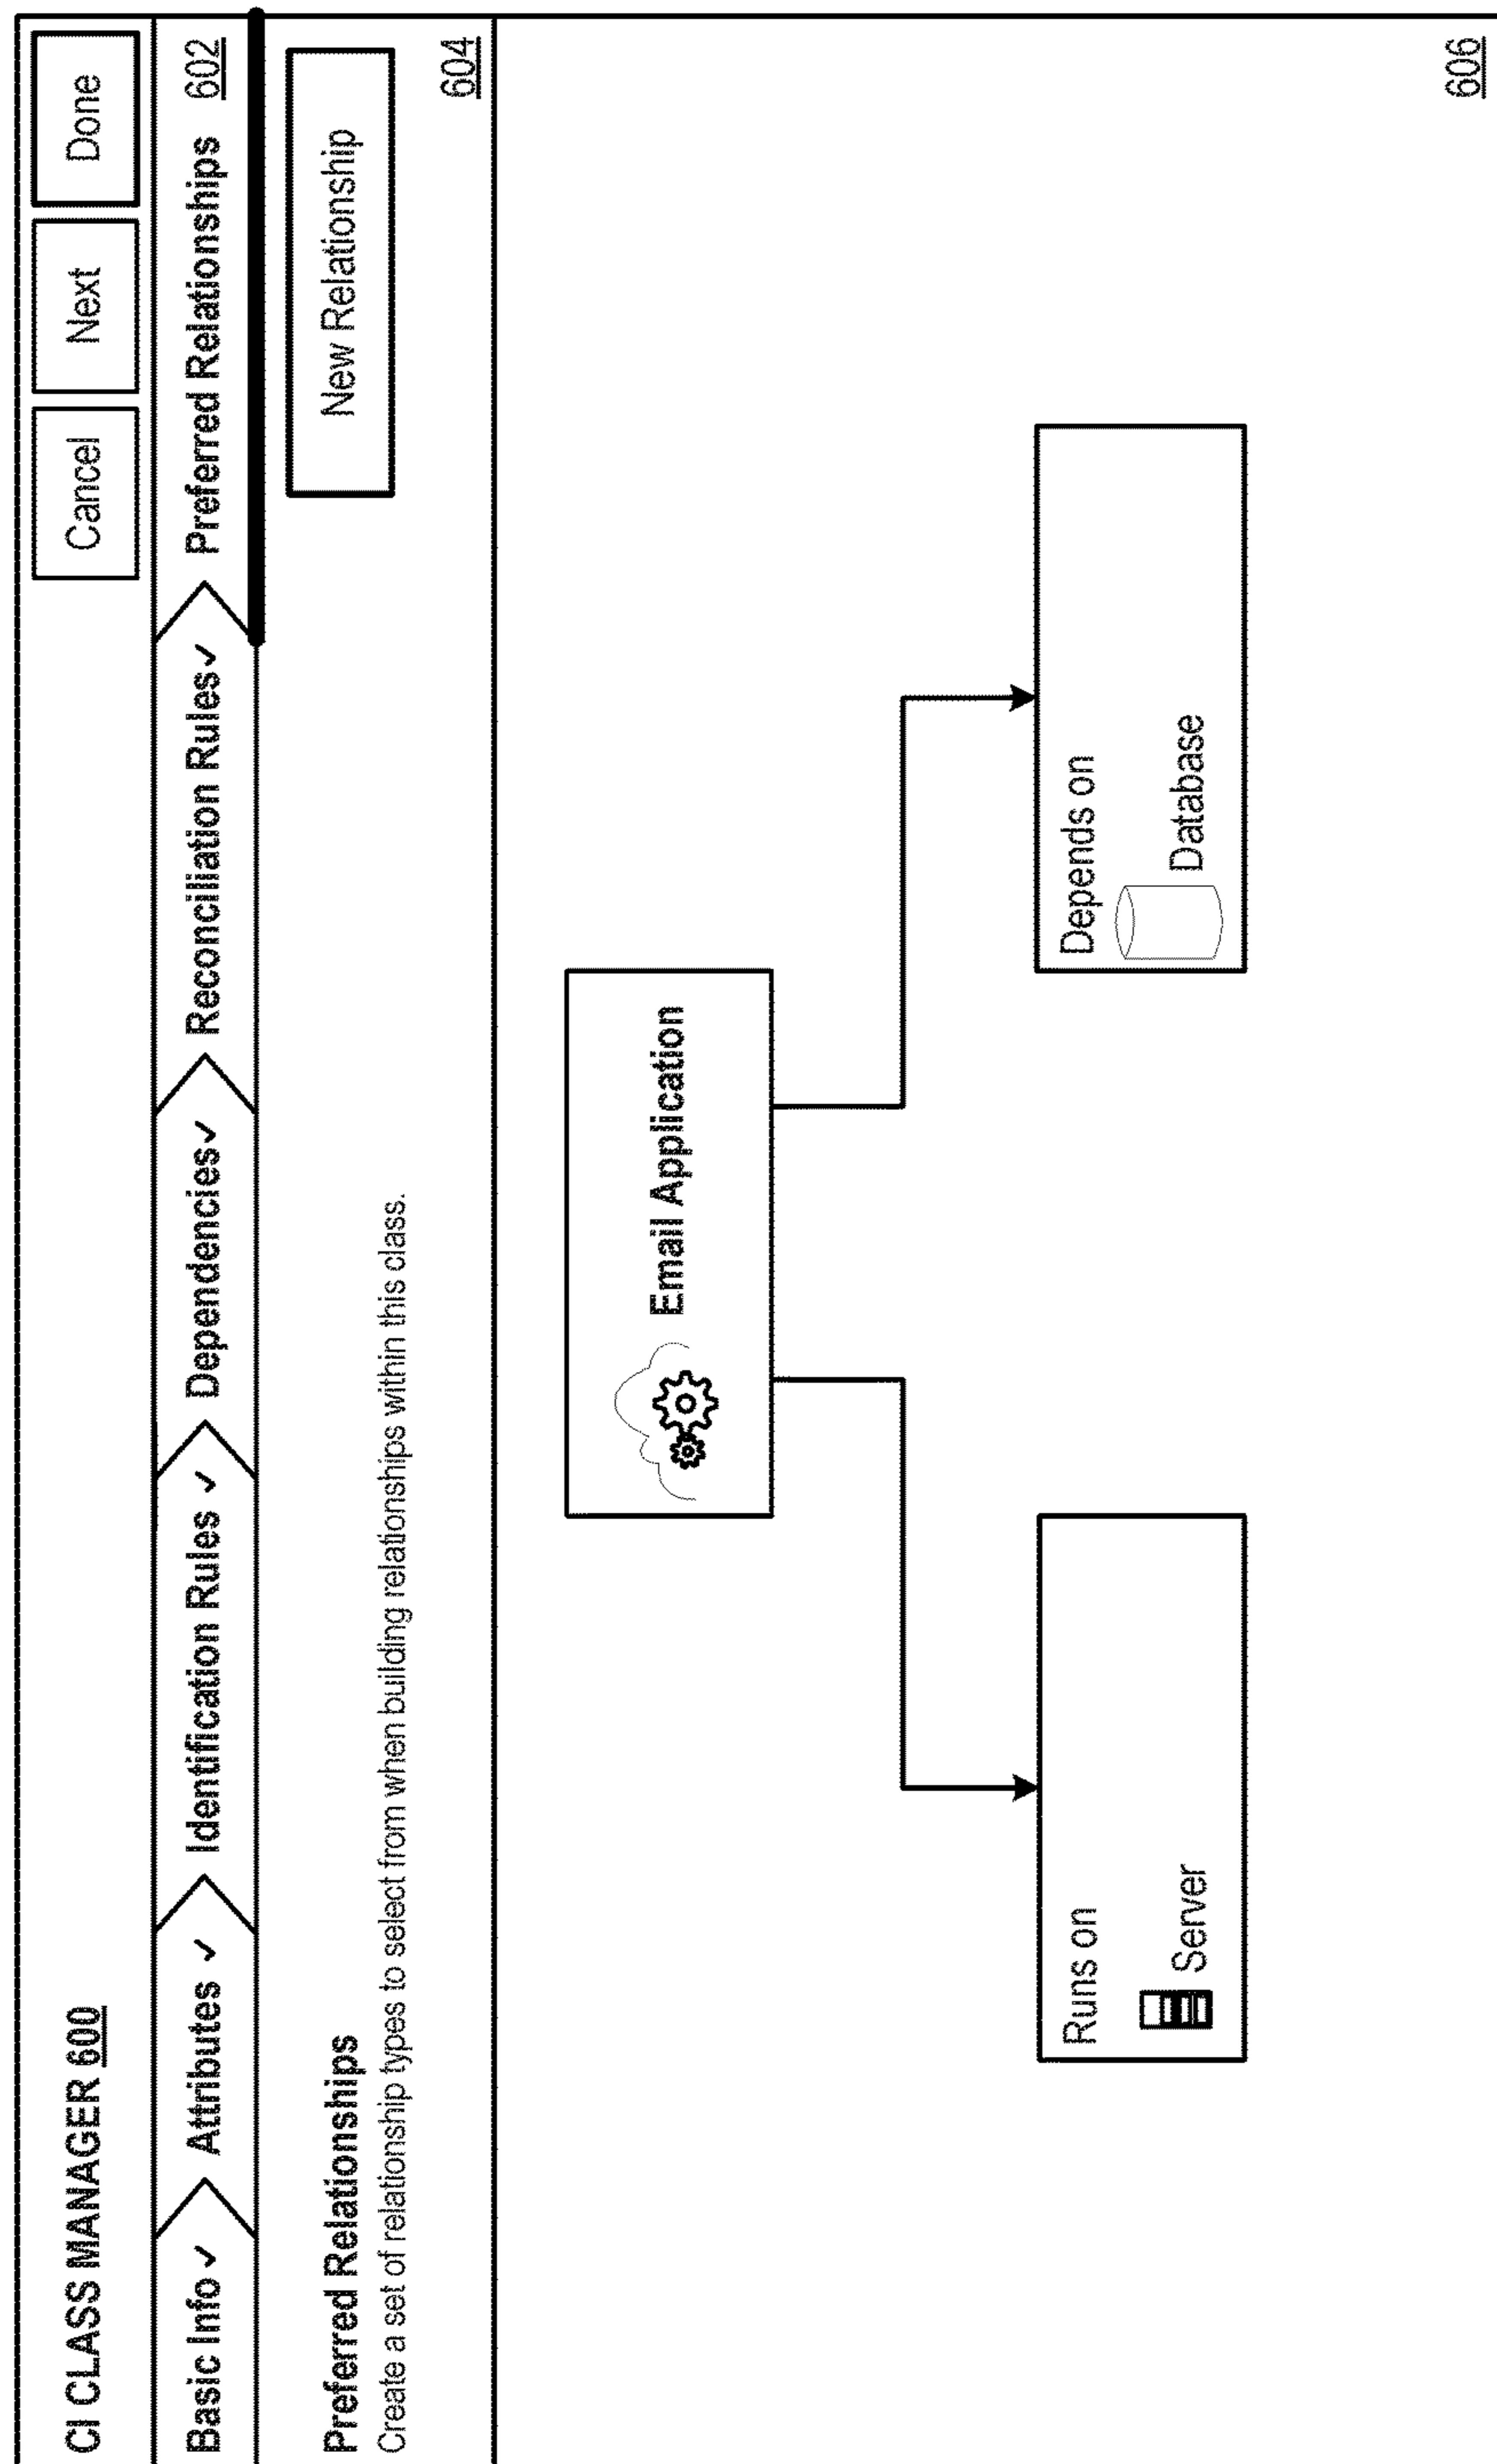 CI CLASS MANAGER 600
Cancel
Next
Done
Basic Info ✓
Attributes ✓
Identification Rules ✓
Dependencies ✓
Reconciliation Rules ✓
Preferred Relationships 602
Preferred Relationships
New Relationship
Create a set of relationship types to select from when building relationships within this class.
604
Email Application
Runs on
Server
Depends on
Database
606